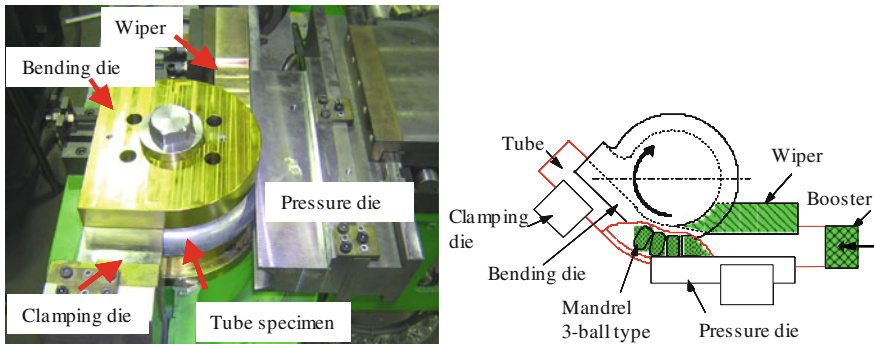 Wiper
Bending die
Pressure die
Clamping die
Tube specimen
Tube
Wiper
Booster
Clamping
die
Bending die
Mandrel
3-ball type
Pressure die